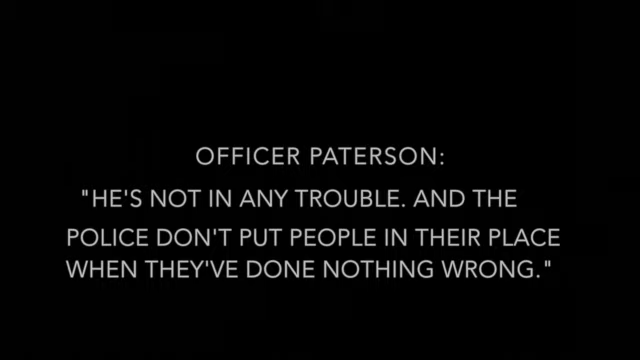 OFFICER PATERSON:
"HE'S NOT IN ANY TROUBLE. AND THE
POLICE DON'T PUT PEOPLE IN THEIR PLACE
WHEN THEY'VE DONE NOTHING WRONG."